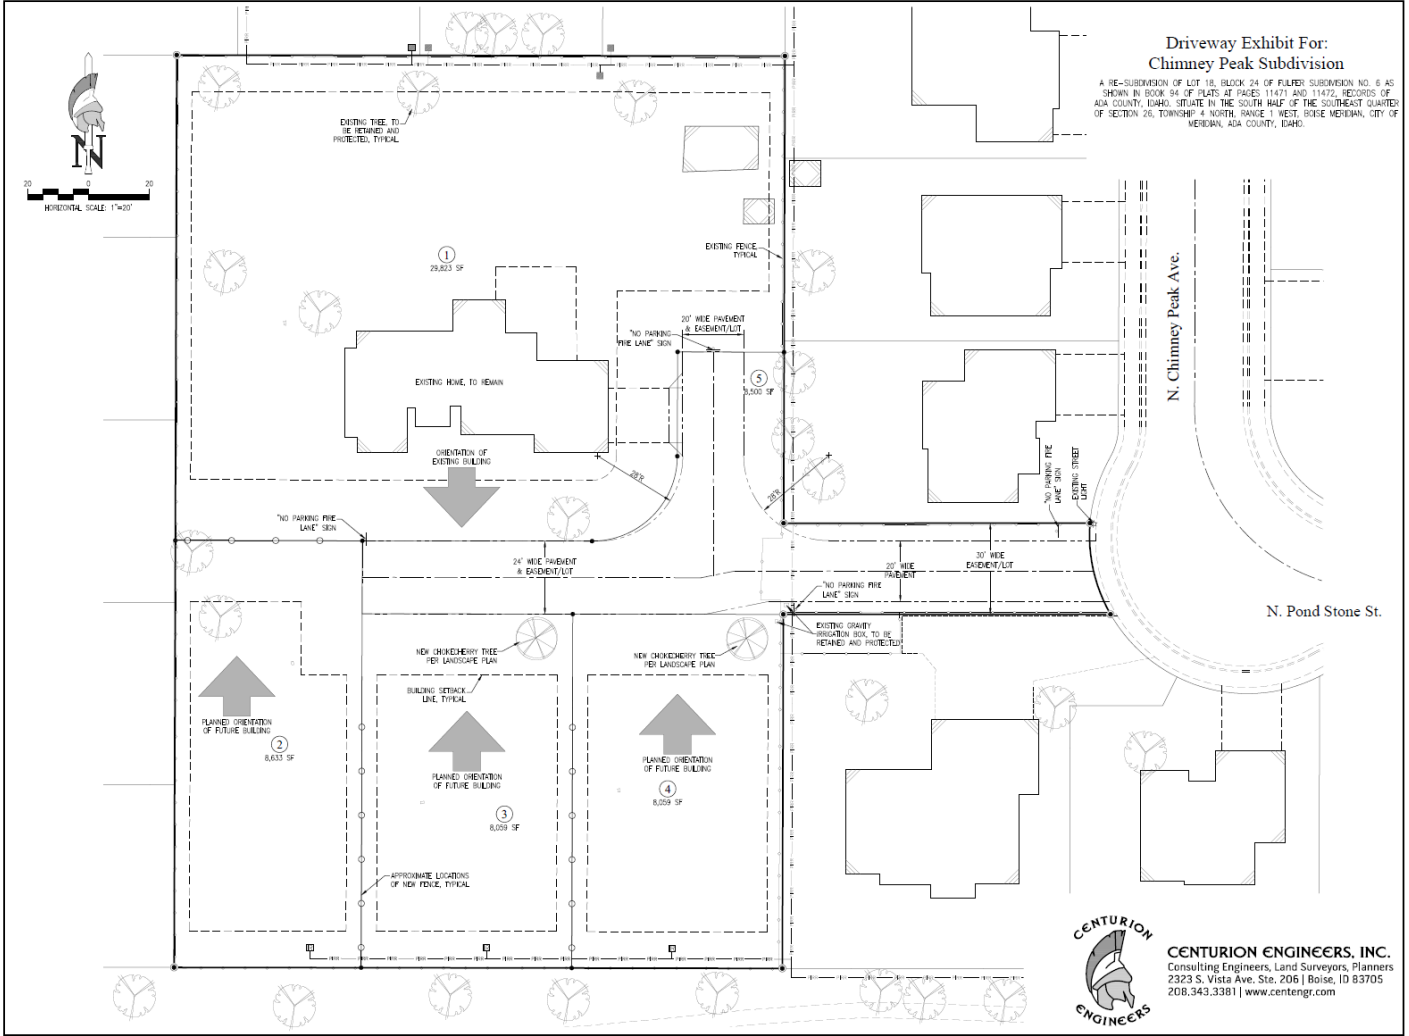 Driveway Exhibit For:
Chimney Peak Subdivision
A RE-SUBDIVISION OF LOT 18, BLOCK 24 OF FULFER SUBDIVISION NO. 6 AS
SHOWN IN BOOK 94 OF PLATS AT PAGES 11471 AND 11472, RECORDS OF
ADA COUNTY, IDAHO. SITUATE IN THE SOUTH HALF OF THE SOUTHEAST QUARTER
OF SECTION 26, TOWNSHIP 4 NORTH, RANGE 1 WEST, BOISE MERIDIAN, CITY OF
MERIDIAN, ADA COUNTY, IDAHO.
N
20 0 20
HORIZONTAL SCALE: 1"=20'
EXISTING TREE, TO
BE RETAINED AND
PROTECTED, TYPICAL
1
29,823 SF
EXISTING FENCE,
TYPICAL
20' WIDE PAVEMENT
& EASEMENT/LOT
"NO PARKING
FIRE LANE" SIGN
5
3,500 SF
EXISTING HOME, TO REMAIN
ORIENTATION OF
EXISTING BUILDING
28'R
28'R
"NO PARKING FIRE
LANE" SIGN
EXISTING STREET
LIGHT
N. Chimney Peak Ave.
"NO PARKING FIRE
LANE" SIGN
24' WIDE PAVEMENT
& EASEMENT/LOT
20' WIDE
PAVEMENT
30' WIDE
EASEMENT/LOT
"NO PARKING FIRE
LANE" SIGN
N. Pond Stone St.
EXISTING GRAVITY
IRRIGATION BOX, TO BE
RETAINED AND PROTECTED
NEW CHOKECHERRY TREE
PER LANDSCAPE PLAN
NEW CHOKECHERRY TREE
PER LANDSCAPE PLAN
BUILDING SETBACK
LINE, TYPICAL
PLANNED ORIENTATION
OF FUTURE BUILDING
2
8,633 SF
PLANNED ORIENTATION
OF FUTURE BUILDING
3
8,059 SF
PLANNED ORIENTATION
OF FUTURE BUILDING
4
8,059 SF
APPROXIMATE LOCATIONS
OF NEW FENCE, TYPICAL
CENTURION
ENGINEERS
CENTURION ENGINEERS, INC.
Consulting Engineers, Land Surveyors, Planners
2323 S. Vista Ave. Ste. 206 | Boise, ID 83705
208.343.3381 | www.centengr.com